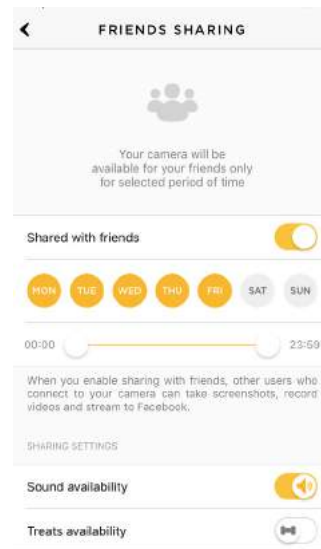 FRIENDS SHARING
Your camera will be
available for your friends only
for selected period of time
Shared with friends
MON TUE WED THU FRI SAT SUN
00:00 23:59
When you enable sharing with friends, other users who
connect to your camera can take screenshots, record
videos and stream to Facebook.
SHARING SETTINGS
Sound availability
Treats availability